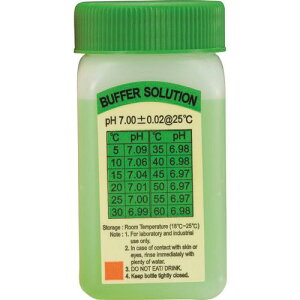 BUFFER SOLUTION
pH 7.00±0.02@25℃
℃ pH ℃ pH
5 7.09 35 6.98
10 7.06 40 6.98
15 7.04 45 6.97
20 7.01 50 6.97
25 7.00 55 6.97
30 6.99 60 6.98
Storage : Room Temperature (18℃~25℃)
Note : 1. For laboratory and industrial
use only.
2. In case of contact with skin or
eyes, rinse immediately with
plenty of water.
3. DO NOT EAT/ DRINK.
4. Keep bottle tightly closed.